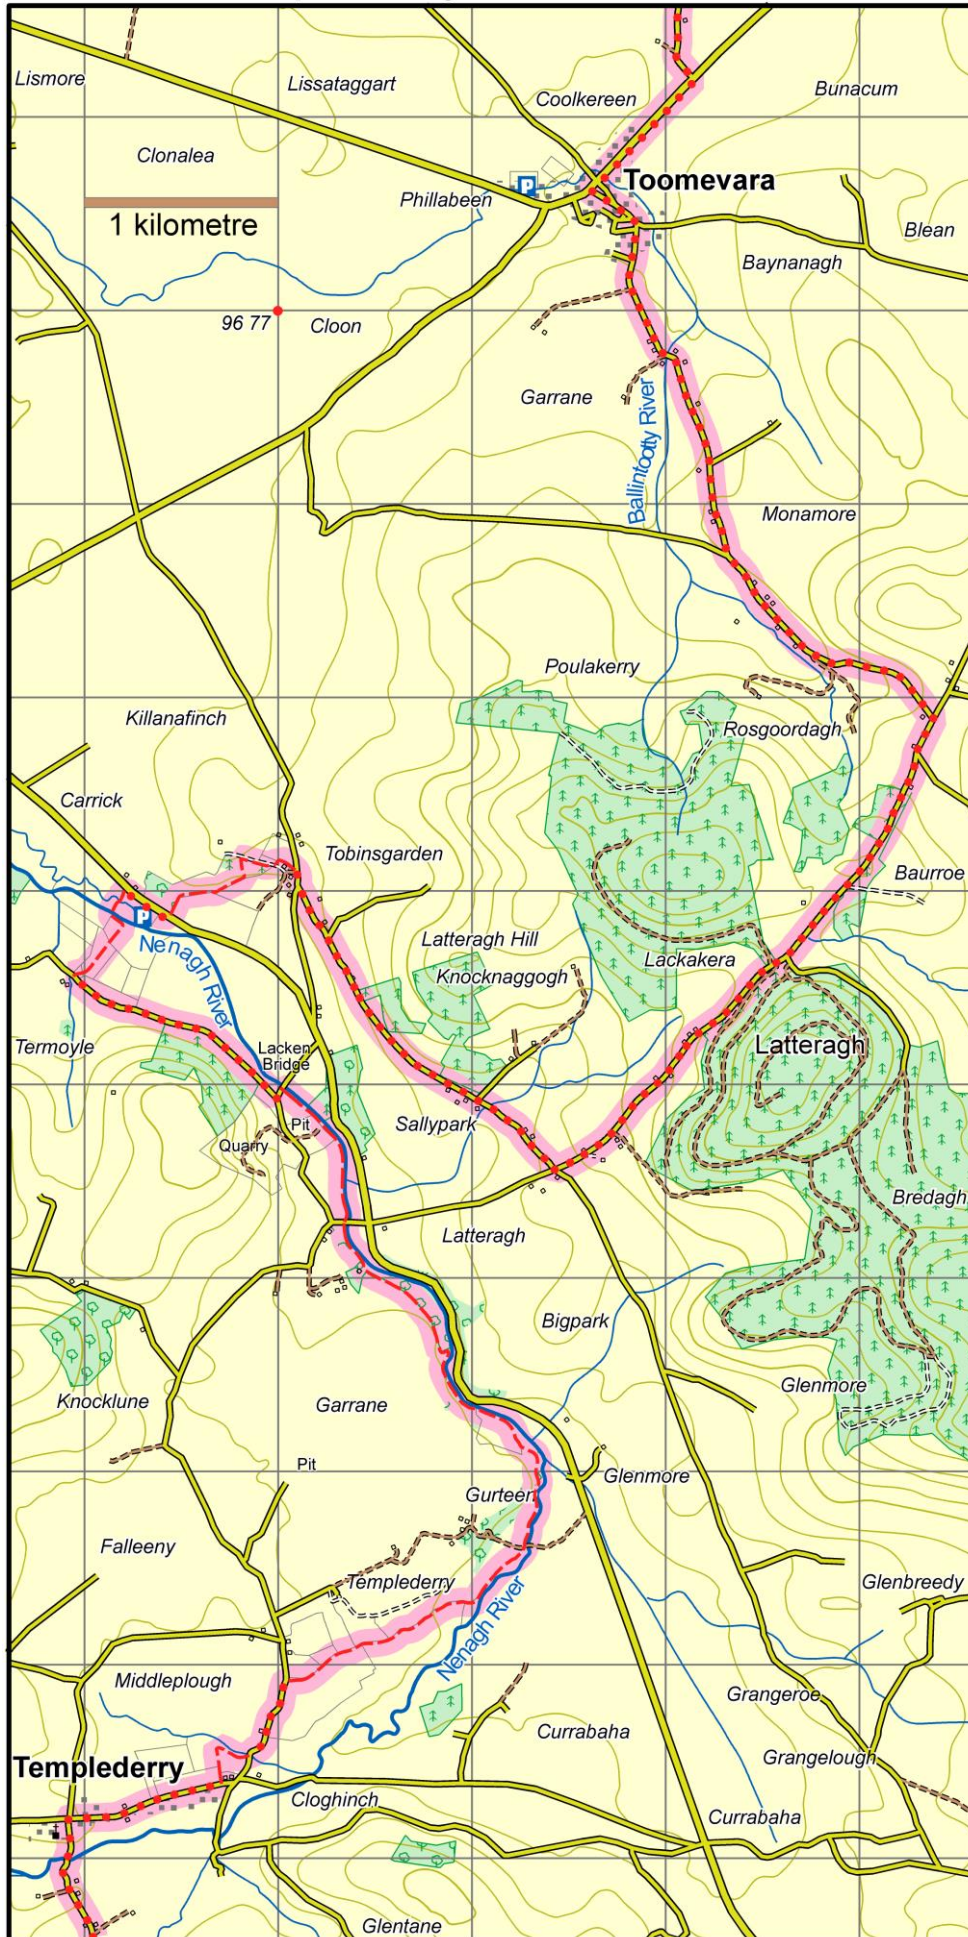 Lismore
Lissataggart
Coolkereen
Bunacum
Clonalea
P
Toomevara
Phillabeen
1 kilometre
Blean
Baynanagh
96 77
Cloon
Garrane
Ballintootty River
Monamore
Poulakerry
Killanafinch
Rosgoordagh
Carrick
Tobinsgarden
Baurroe
P
Nenagh River
Latteragh Hill
Knocknaggogh
Lackakera
Termoyle
Lacken
Bridge
Latteragh
Sallypark
Pit
Quarry
Bredagh
Latteragh
Bigpark
Glenmore
Knocklune
Garrane
Pit
Glenmore
Gurteen
Falleeny
Templederry
Glenbreedy
Nenagh River
Middleplough
Grangeroe
Currabaha
Templederry
Grangelough
Cloghinch
Currabaha
Glentane